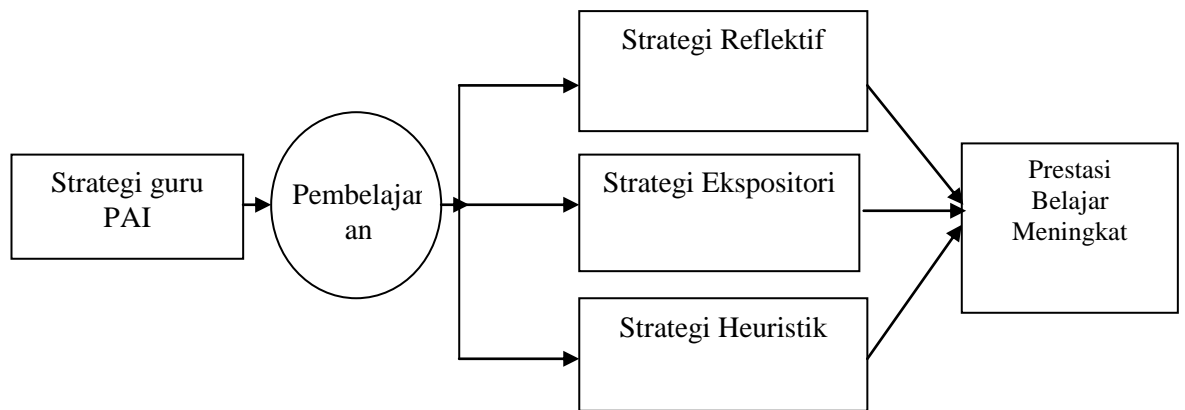 Strategi guru
PAI
Pembelajar
an
Strategi Reflektif
Strategi Ekspositori
Strategi Heuristik
Prestasi
Belajar
Meningkat